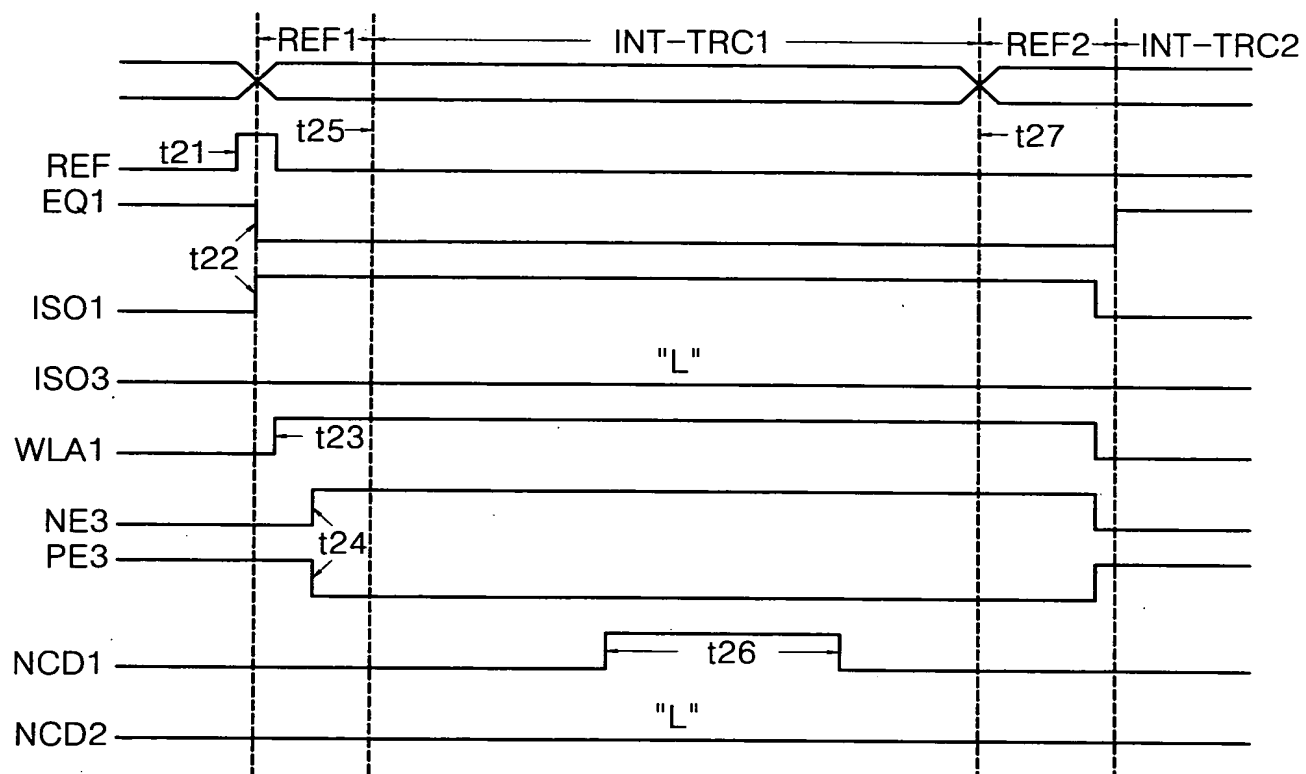 REF1 INT-TRC1 REF2 INT-TRC2
t25 t27
t21
REF
EQ1
t22
ISO1
"L"
ISO3
WLA1 t23
NE3
t24
PE3
NCD1 t26
"L"
NCD2